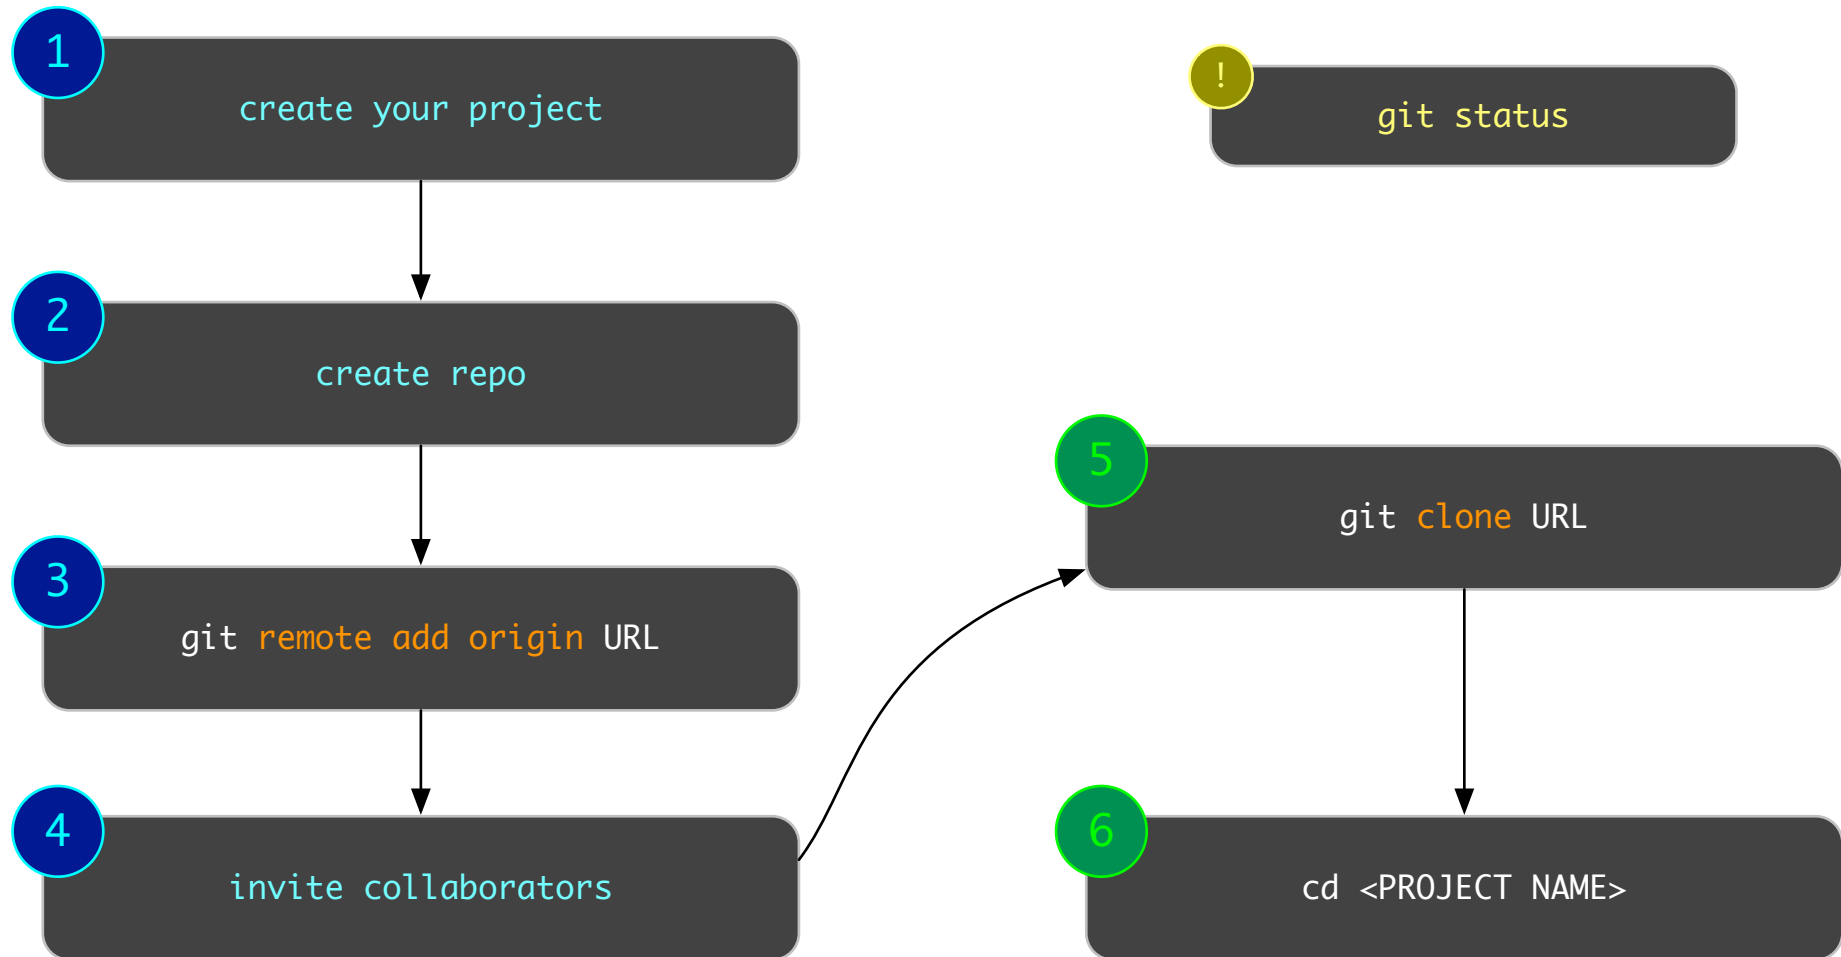 1
create your project
2
create repo
3
git remote add origin URL
4
invite collaborators
!
git status
5
git clone URL
6
cd <PROJECT NAME>